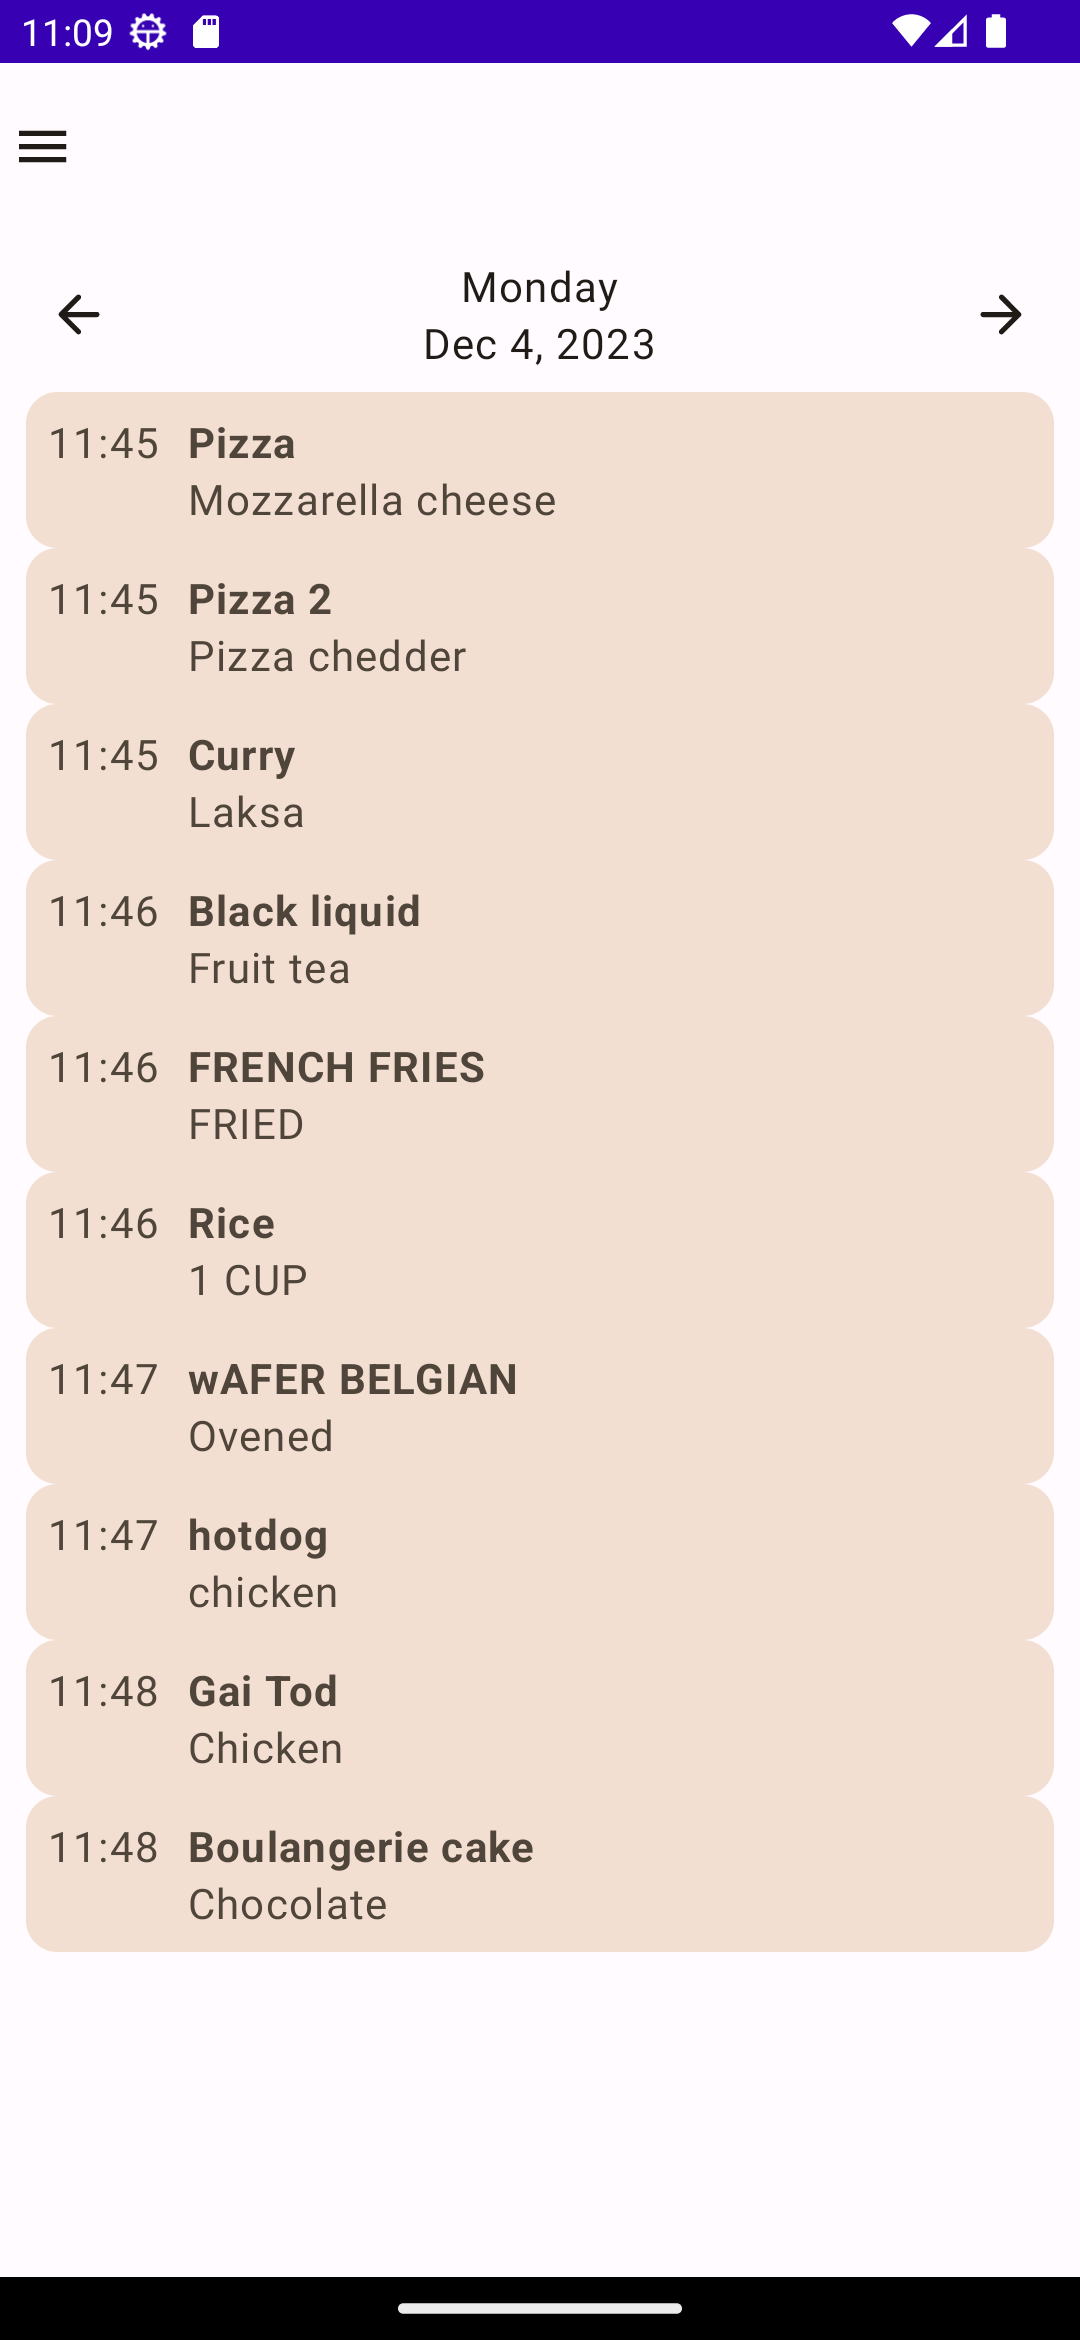 11:09
Monday
Dec 4, 2023
11:45 Pizza
Mozzarella cheese
11:45 Pizza 2
Pizza chedder
11:45 Curry
Laksa
11:46 Black liquid
Fruit tea
11:46 FRENCH FRIES
FRIED
11:46 Rice
1 CUP
11:47 wAFER BELGIAN
Ovened
11:47 hotdog
chicken
11:48 Gai Tod
Chicken
11:48 Boulangerie cake
Chocolate